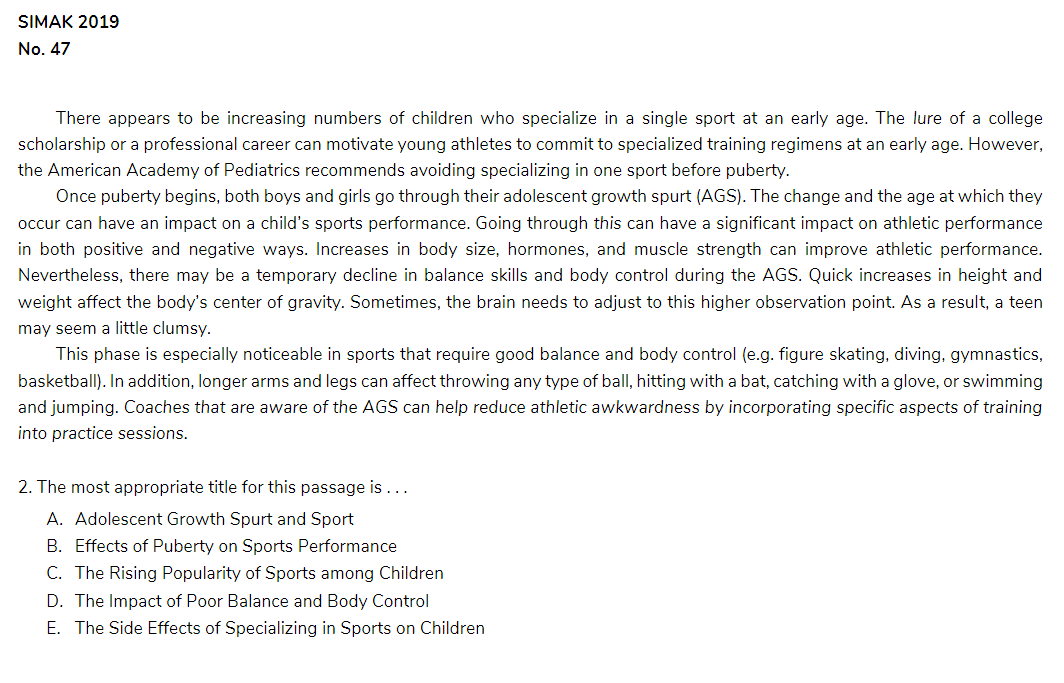 SIMAK 2019
No. 47
There appears to be increasing numbers of children who specialize in a single sport at an early age. The lure of a college
scholarship or a professional career can motivate young athletes to commit to specialized training regimens at an early age. However,
the American Academy of Pediatrics recommends avoiding specializing in one sport before puberty.
Once puberty begins, both boys and girls go through their adolescent growth spurt (AGS). The change and the age at which they
occur can have an impact on a child's sports performance. Going through this can have a significant impact on athletic performance
in both positive and negative ways. Increases in body size, hormones, and muscle strength can improve athletic performance.
Nevertheless, there may be a temporary decline in balance skills and body control during the AGS. Quick increases in height and
weight affect the body's center of gravity. Sometimes, the brain needs to adjust to this higher observation point. As a result, a teen
may seem a little clumsy.
This phase is especially noticeable in sports that require good balance and body control (e.g. figure skating, diving, gymnastics,
basketball). In addition, longer arms and legs can affect throwing any type of ball, hitting with a bat, catching with a glove, or swimming
and jumping. Coaches that are aware of the AGS can help reduce athletic awkwardness by incorporating specific aspects of training
into practice sessions.
2. The most appropriate title for this passage is . . .
A. Adolescent Growth Spurt and Sport
B. Effects of Puberty on Sports Performance
C. The Rising Popularity of Sports among Children
D. The Impact of Poor Balance and Body Control
E. The Side Effects of Specializing in Sports on Children